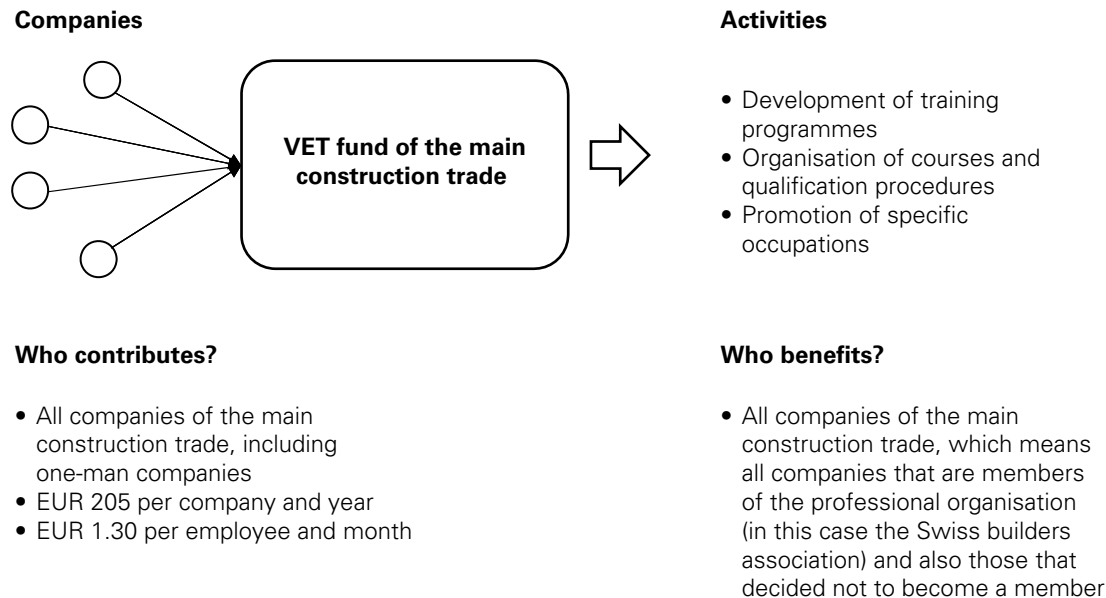 Companies
Activities
VET fund of the main
construction trade
• Development of training
programmes
• Organisation of courses and
qualification procedures
• Promotion of specific
occupations
Who contributes?
• All companies of the main
construction trade, including
one-man companies
• EUR 205 per company and year
• EUR 1.30 per employee and month
Who benefits?
• All companies of the main
construction trade, which means
all companies that are members
of the professional organisation
(in this case the Swiss builders
association) and also those that
decided not to become a member